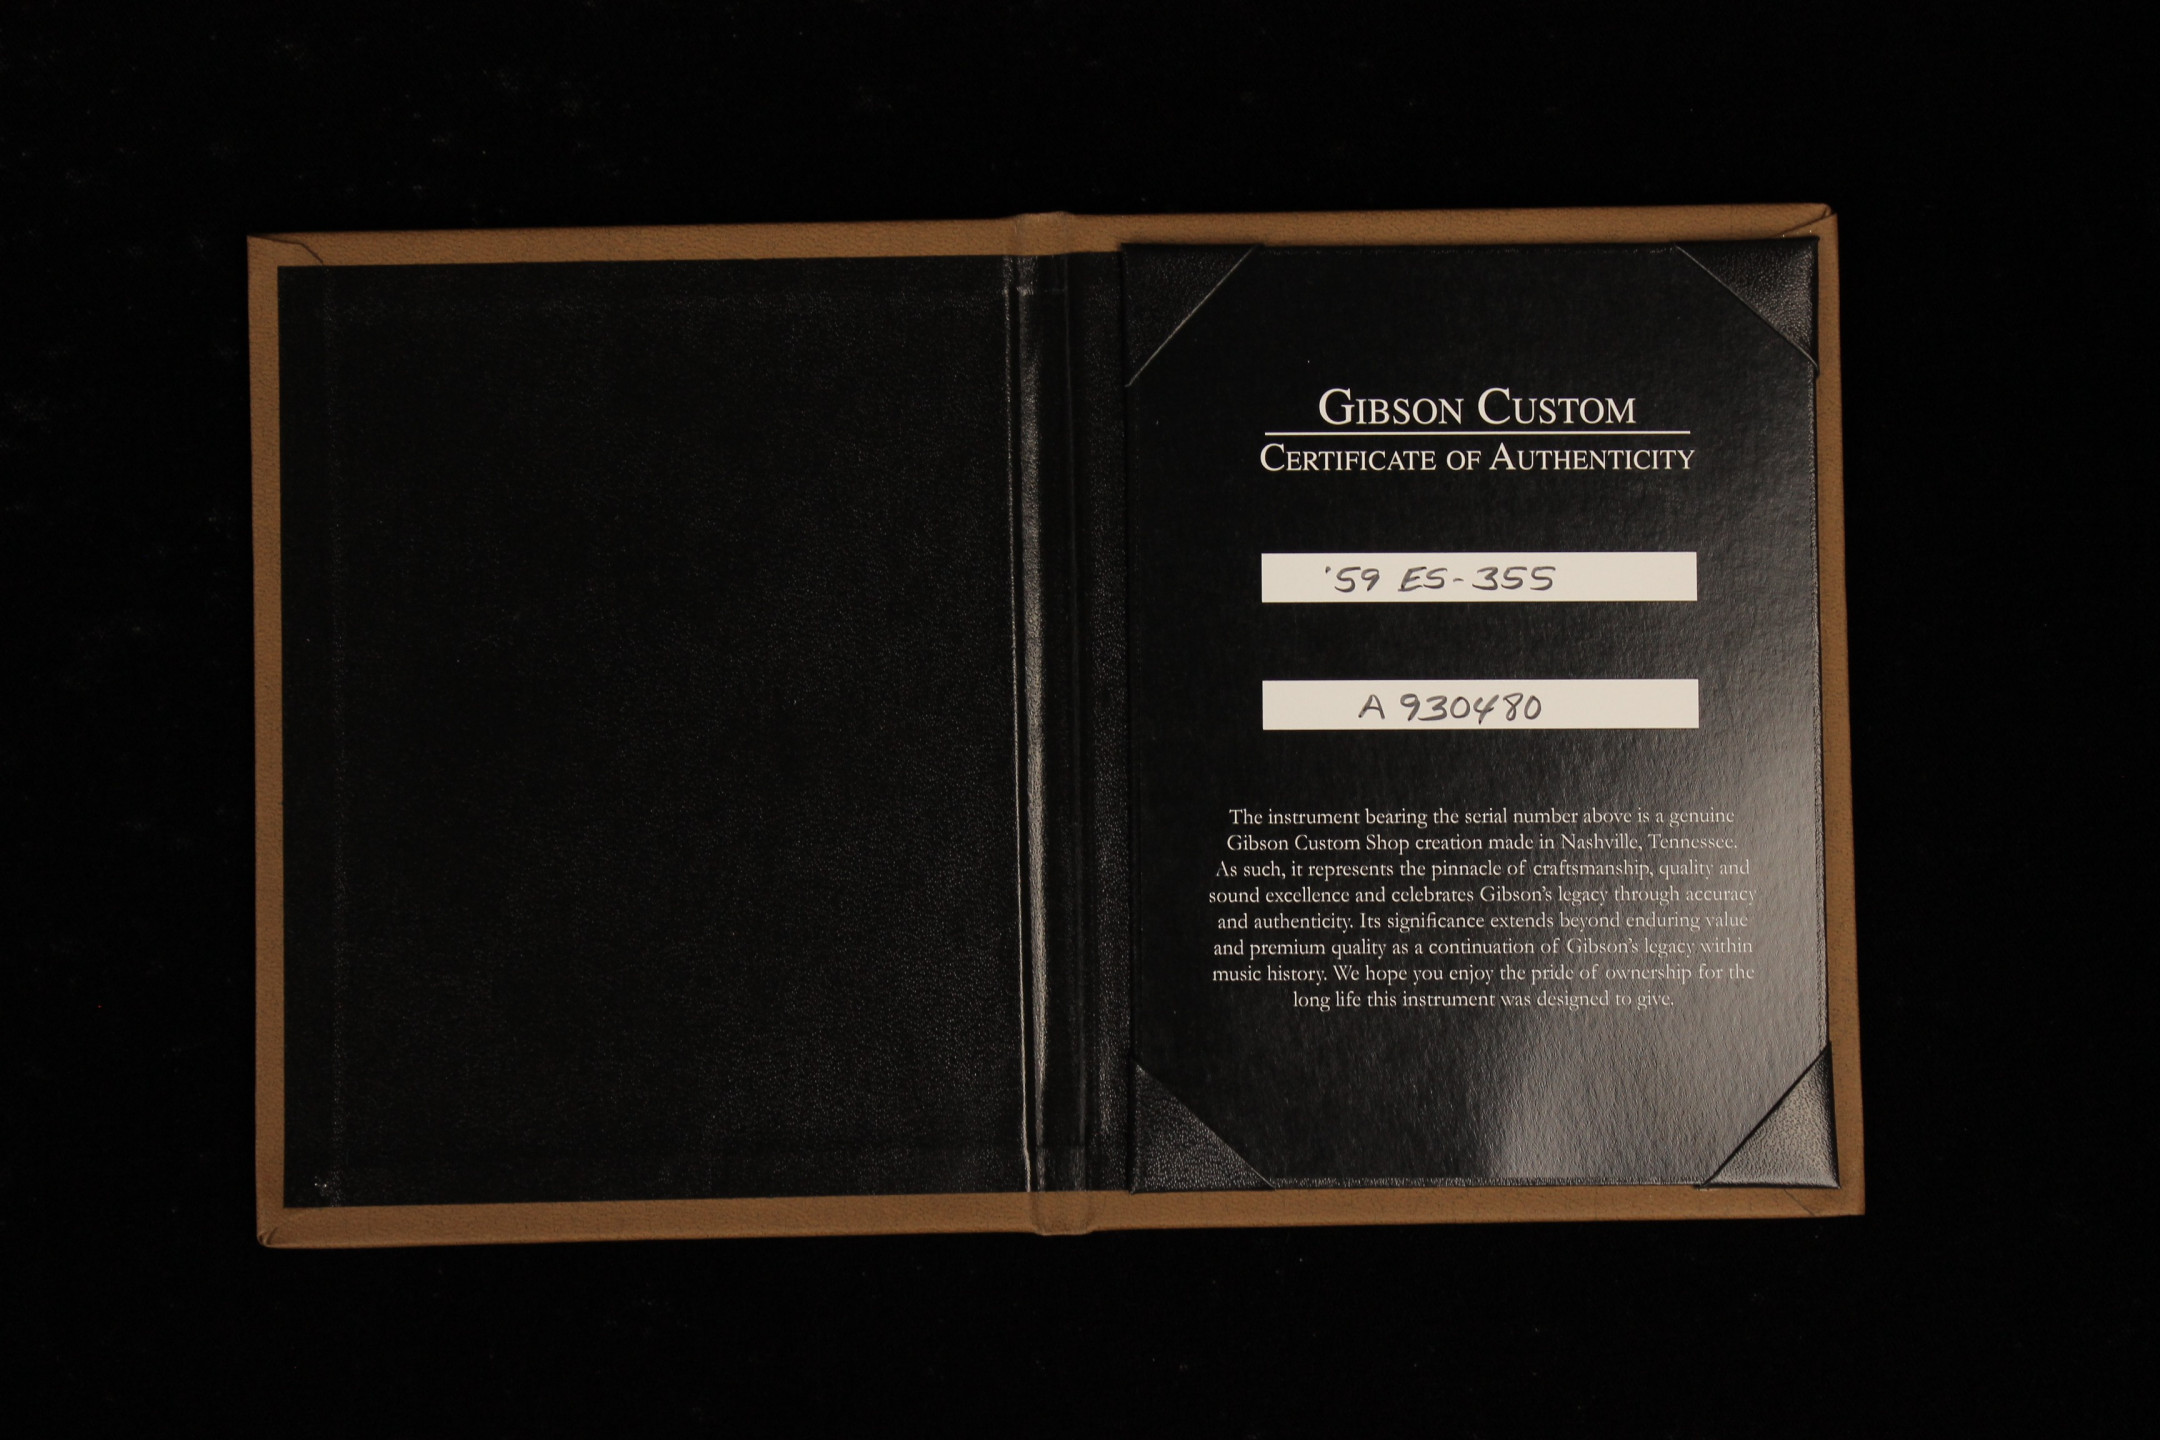 GIBSON CUSTOM
CERTIFICATE OF AUTHENTICITY
'59 ES-355
A 930480
The instrument bearing the serial number above is a genuine
Gibson Custom Shop creation made in Nashville, Tennessee.
As such, it represents the pinnacle of craftsmanship, quality and
sound excellence and celebrates Gibson's legacy through accuracy
and authenticity. Its significance extends beyond enduring value
and premium quality as a continuation of Gibson's legacy within
music history. We hope you enjoy the pride of ownership for the
long life this instrument was designed to give.